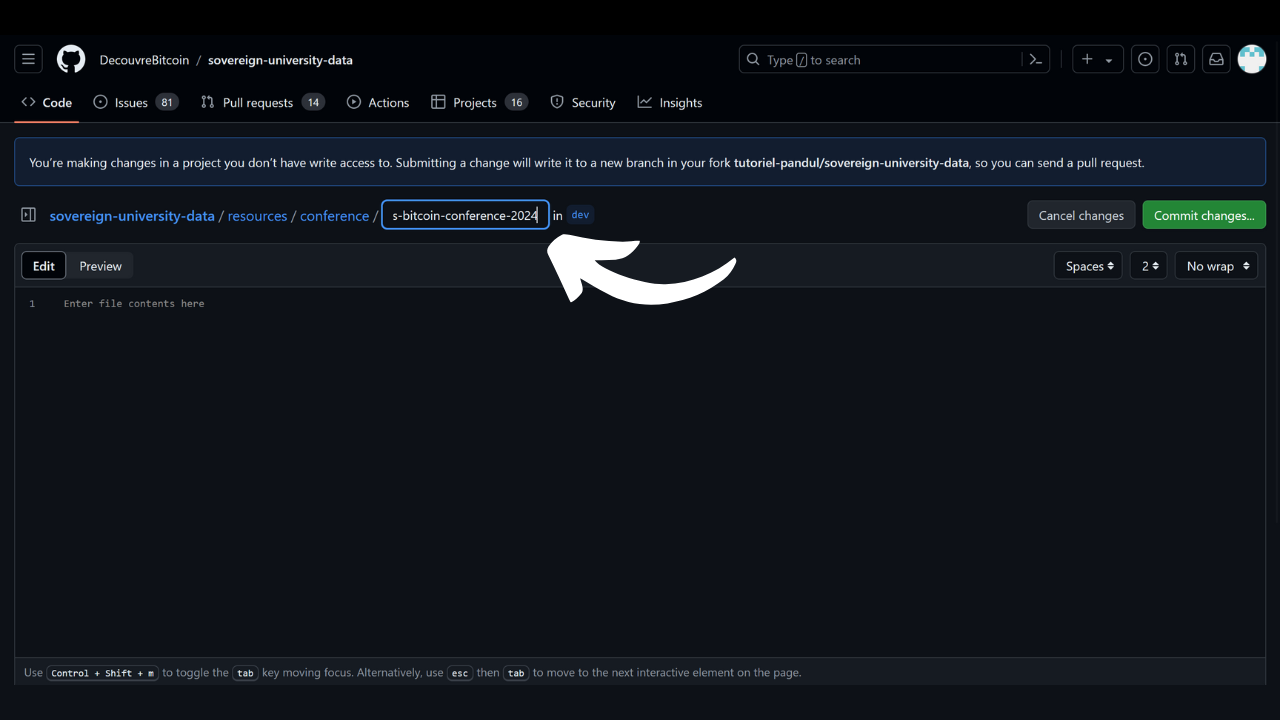 DecouvreBitcoin / sovereign-university-data
Type / to search
Code
Issues 81
Pull requests 14
Actions
Projects 16
Security
Insights
You're making changes in a project you don't have write access to. Submitting a change will write it to a new branch in your fork tutoriel-pandul/sovereign-university-data, so you can send a pull request.
sovereign-university-data / resources / conference / s-bitcoin-conference-2024 in dev
Cancel changes
Commit changes...
Edit
Preview
Spaces
2
No wrap
1 Enter file contents here
Use Control + Shift + m to toggle the tab key moving focus. Alternatively, use esc then tab to move to the next interactive element on the page.